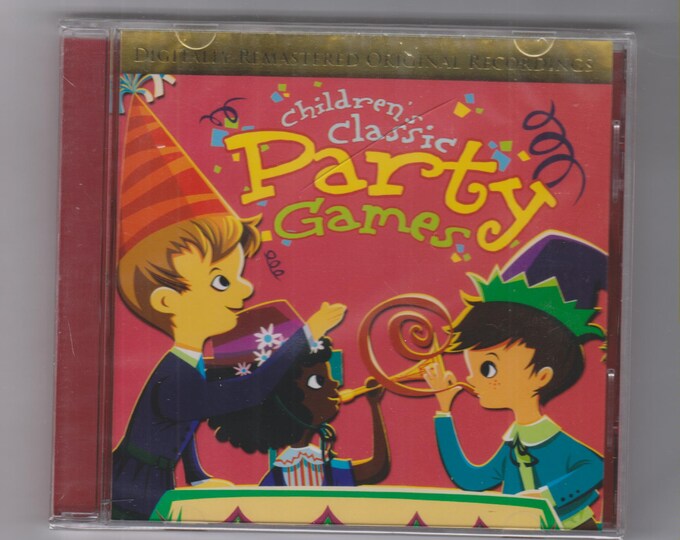 DIGITALLY REMASTERED ORIGINAL RECORDINGS
Children's
Classic
Party
Games